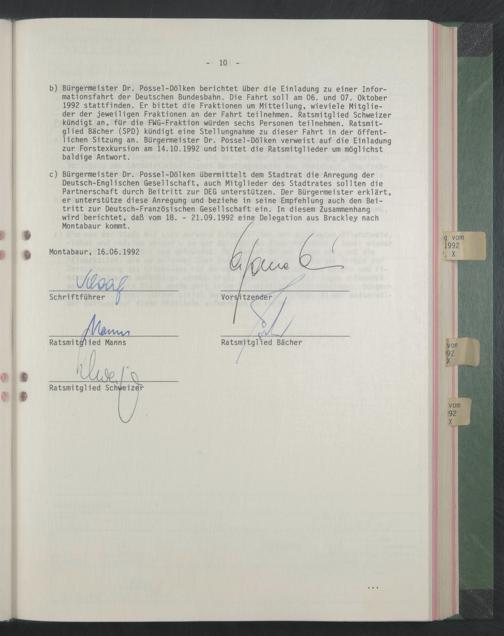 - 10 -
b) Bürgermeister Dr. Possel-Dölken berichtet über die Einladung zu einer Infor-
mationsfahrt der Deutschen Bundesbahn. Die Fahrt soll am 06. und 07. Oktober
1992 stattfinden. Er bittet die Fraktionen um Mitteilung, wieviele Mitglie-
der der jeweiligen Fraktionen an der Fahrt teilnehmen. Ratsmitglied Schweizer
kündigt an, für die FWG-Fraktion würden sechs Personen teilnehmen. Ratsmit-
glied Bächer (SPD) kündigt eine Stellungnahme zu dieser Fahrt in der öffent-
lichen Sitzung an. Bürgermeister Dr. Possel-Dölken verweist auf die Einladung
zur Forstexkursion am 14.10.1992 und bittet die Ratsmitglieder um möglichst
baldige Antwort.
c) Bürgermeister Dr. Possel-Dölken übermittelt dem Stadtrat die Anregung der
Deutsch-Englischen Gesellschaft, auch Mitglieder des Stadtrates sollten die
Partnerschaft durch Beitritt zur DEG unterstützen. Der Bürgermeister erklärt,
er unterstütze diese Anregung und beziehe in seine Empfehlung auch den Bei-
tritt zur Deutsch-Französischen Gesellschaft ein. In diesem Zusammenhang
wird berichtet, daß vom 18. - 21.09.1992 eine Delegation aus Brackley nach
Montabaur kommt.
Montabaur, 16.06.1992
Schriftführer
Vorsitzender
Manns
Ratsmitglied Manns
Ratsmitglied Bächer
Ratsmitglied Schweizer
...
vom
1992
X
vom
92
X
vom
92
X